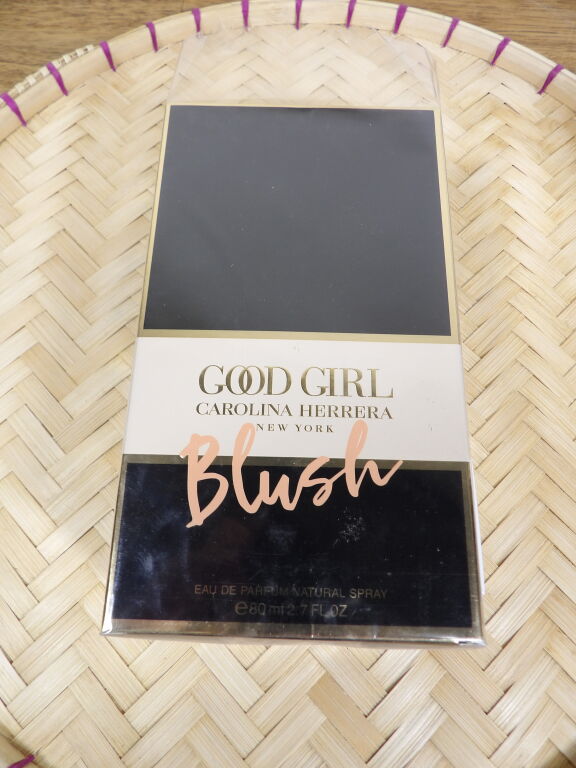 GOOD GIRL
CAROLINA HERRERA
NEW YORK
Blush
EAU DE PARFUM NATURAL SPRAY
℮80 ml 2.7 FL OZ